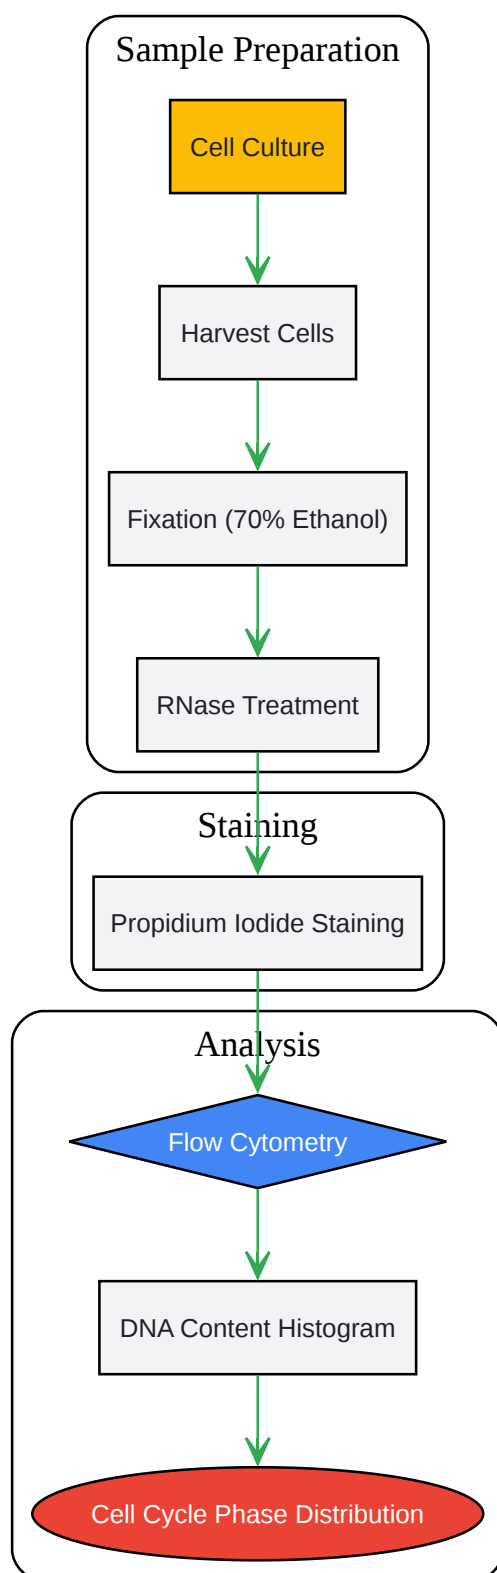 Sample Preparation
Cell Culture
Harvest Cells
Fixation (70% Ethanol)
RNase Treatment
Staining
Propidium Iodide Staining
Analysis
Flow Cytometry
DNA Content Histogram
Cell Cycle Phase Distribution